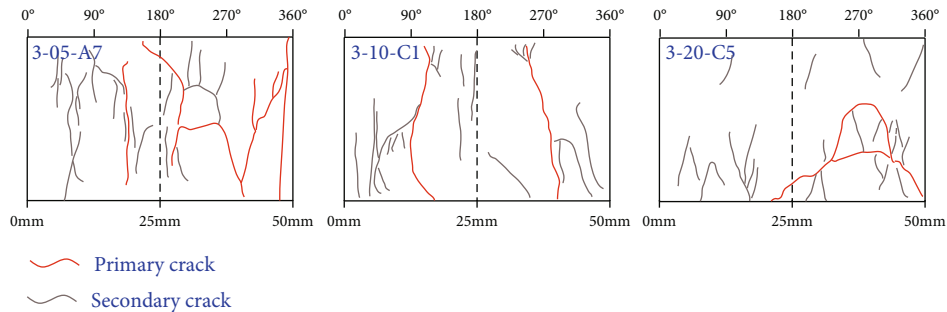 0° 90° 180° 270° 360° 0° 90° 180° 270° 360° 0° 90° 180° 270° 360°
3-05-A7 3-10-C1 3-20-C5
0mm 25mm 50mm 0mm 25mm 50mm 0mm 25mm 50mm
Primary crack
Secondary crack